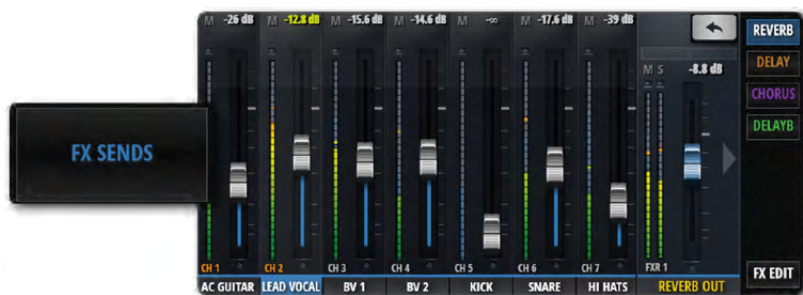 FX SENDS
M -26 dB M -12.8 dB M -15.6 dB M -14.6 dB M -∞ M -17.6 dB M -39 dB
M S -8.8 dB
CH 1 CH 2 CH 3 CH 4 CH 5 CH 6 CH 7 FXR 1
AC GUITAR LEAD VOCAL BV 1 BV 2 KICK SNARE HI HATS REVERB OUT
REVERB
DELAY
CHORUS
DELAYB
FX EDIT